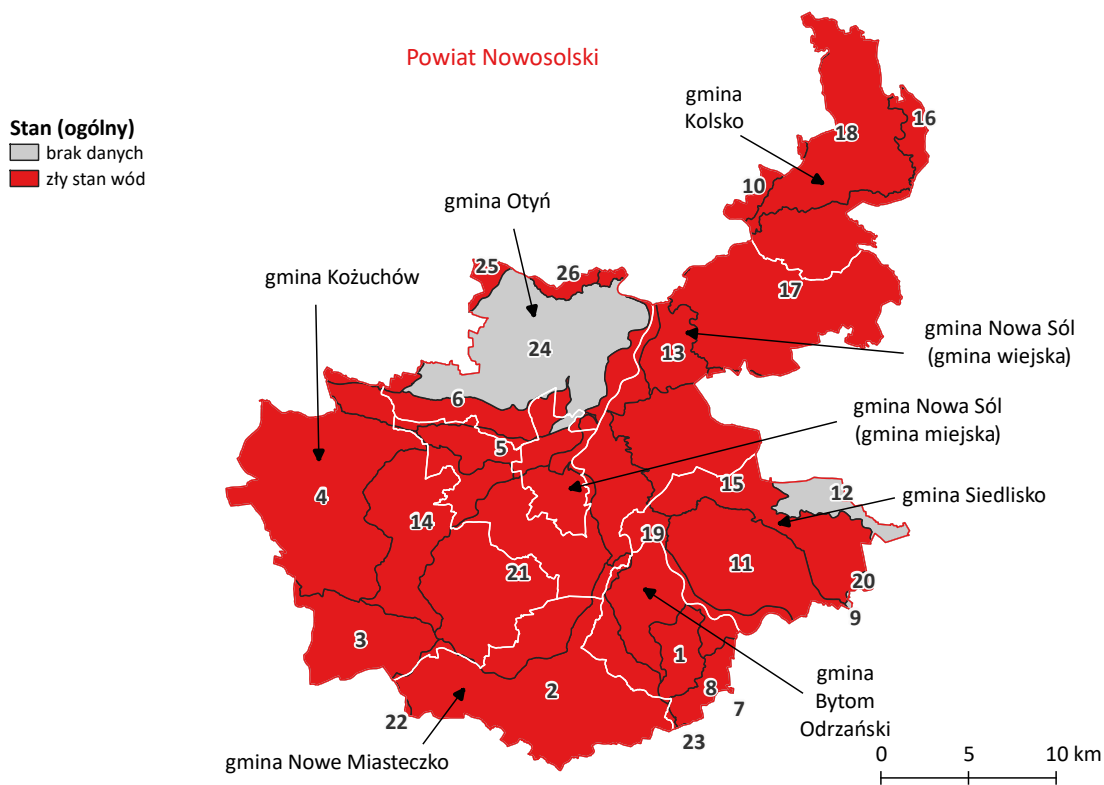 Powiat Nowosolski
Stan (ogólny)
brak danych
zły stan wód
gmina
Kolsko
16
18
10
gmina Otyń
25
26
gmina Kożuchów
17
24
13
gmina Nowa Sól
(gmina wiejska)
6
gmina Nowa Sól
(gmina miejska)
5
4
14
15
12
gmina Siedlisko
19
21
11
20
9
3
1
2
8
7
22
23
gmina
Bytom
Odrzański
gmina Nowe Miasteczko
0 5 10 km